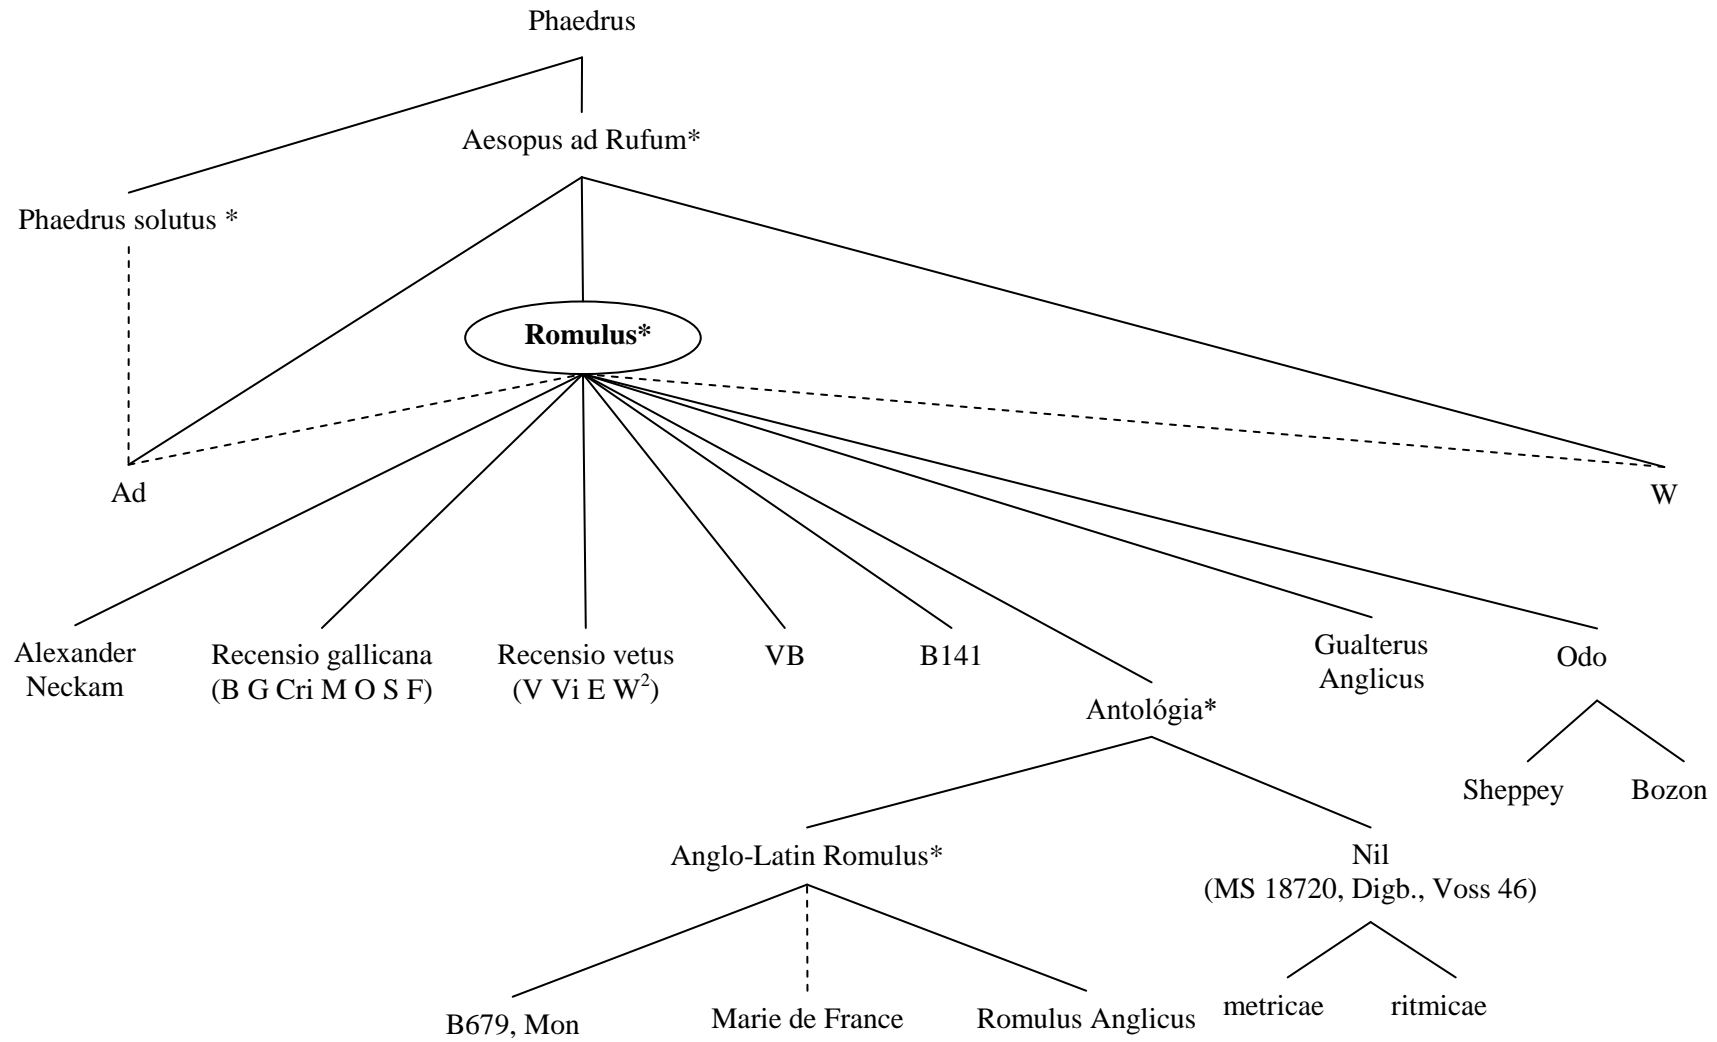 Phaedrus
Aesopus ad Rufum*
Phaedrus solutus *
Romulus*
Ad
W
Alexander
Neckam
Recensio gallicana
(B G Cri M O S F)
Recensio vetus
(V Vi E W²)
VB
B141
Gualterus
Anglicus
Odo
Antológia*
Sheppey
Bozon
Anglo-Latin Romulus*
Nil
(MS 18720, Digb., Voss 46)
B679, Mon
Marie de France
Romulus Anglicus
metricae
ritmicae